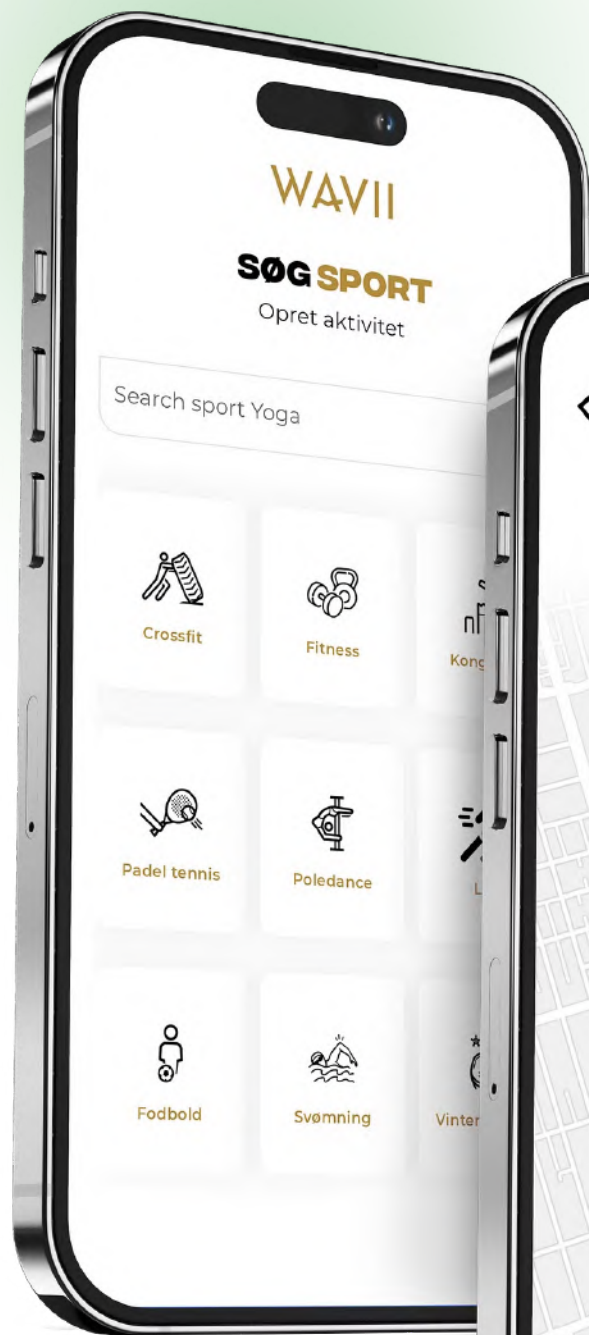 WAVII
SØG SPORT
Opret aktivitet
Search sport Yoga
Crossfit
Fitness
Padel tennis
Poledance
Fodbold
Svømning